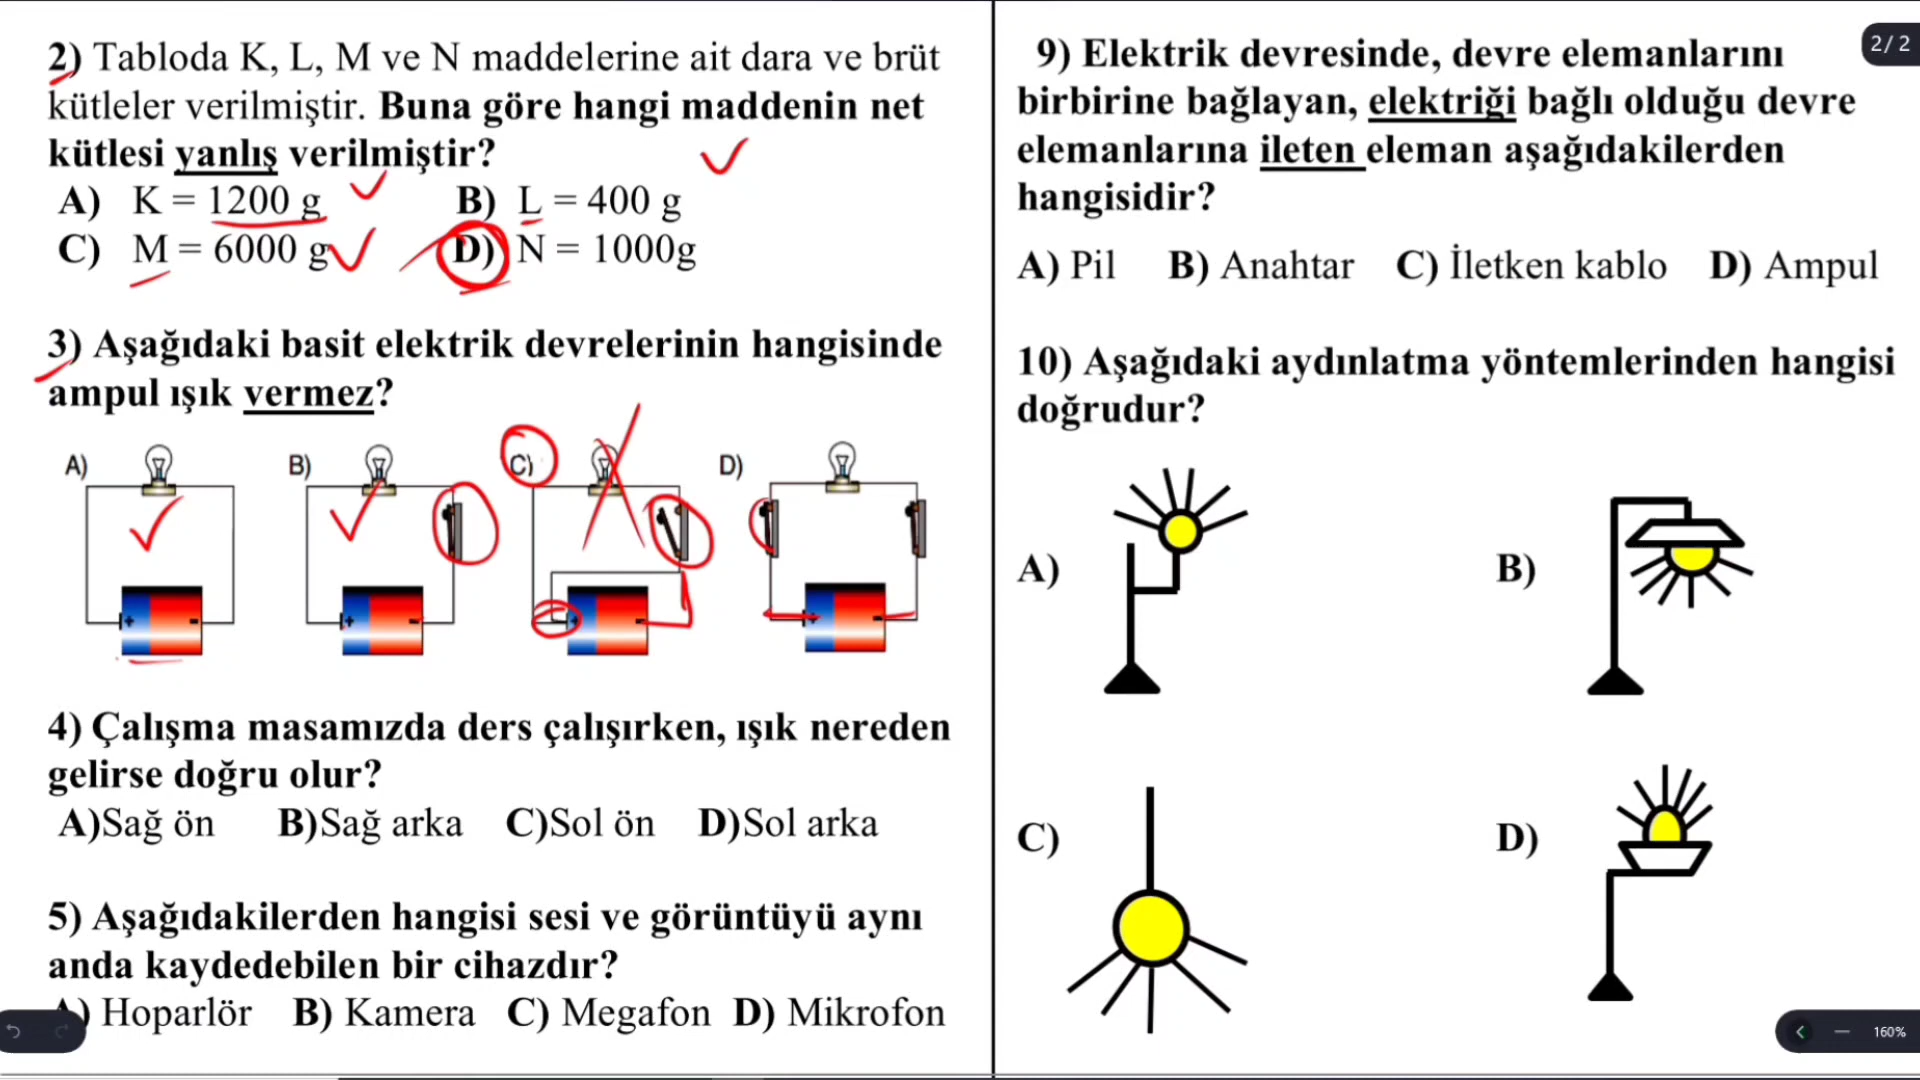 2) Tabloda K, L, M ve N maddelerine ait dara ve brüt
kütleler verilmiştir. Buna göre hangi maddenin net
kütlesi yanlış verilmiştir?
A) K = 1200 g B) L = 400 g
C) M = 6000 g D) N = 1000g
3) Aşağıdaki basit elektrik devrelerinin hangisinde
ampul ışık vermez?
A) B) C) D)
+ - + - + + -
4) Çalışma masamızda ders çalışırken, ışık nereden
gelirse doğru olur?
A)Sağ ön B)Sağ arka C)Sol ön D)Sol arka
5) Aşağıdakilerden hangisi sesi ve görüntüyü aynı
anda kaydedebilen bir cihazdır?
A) Hoparlör B) Kamera C) Megafon D) Mikrofon
9) Elektrik devresinde, devre elemanlarını
birbirine bağlayan, elektriği bağlı olduğu devre
elemanlarına ileten eleman aşağıdakilerden
hangisidir?
A) Pil B) Anahtar C) İletken kablo D) Ampul
10) Aşağıdaki aydınlatma yöntemlerinden hangisi
doğrudur?
A) B)
C) D)
2/2
160%